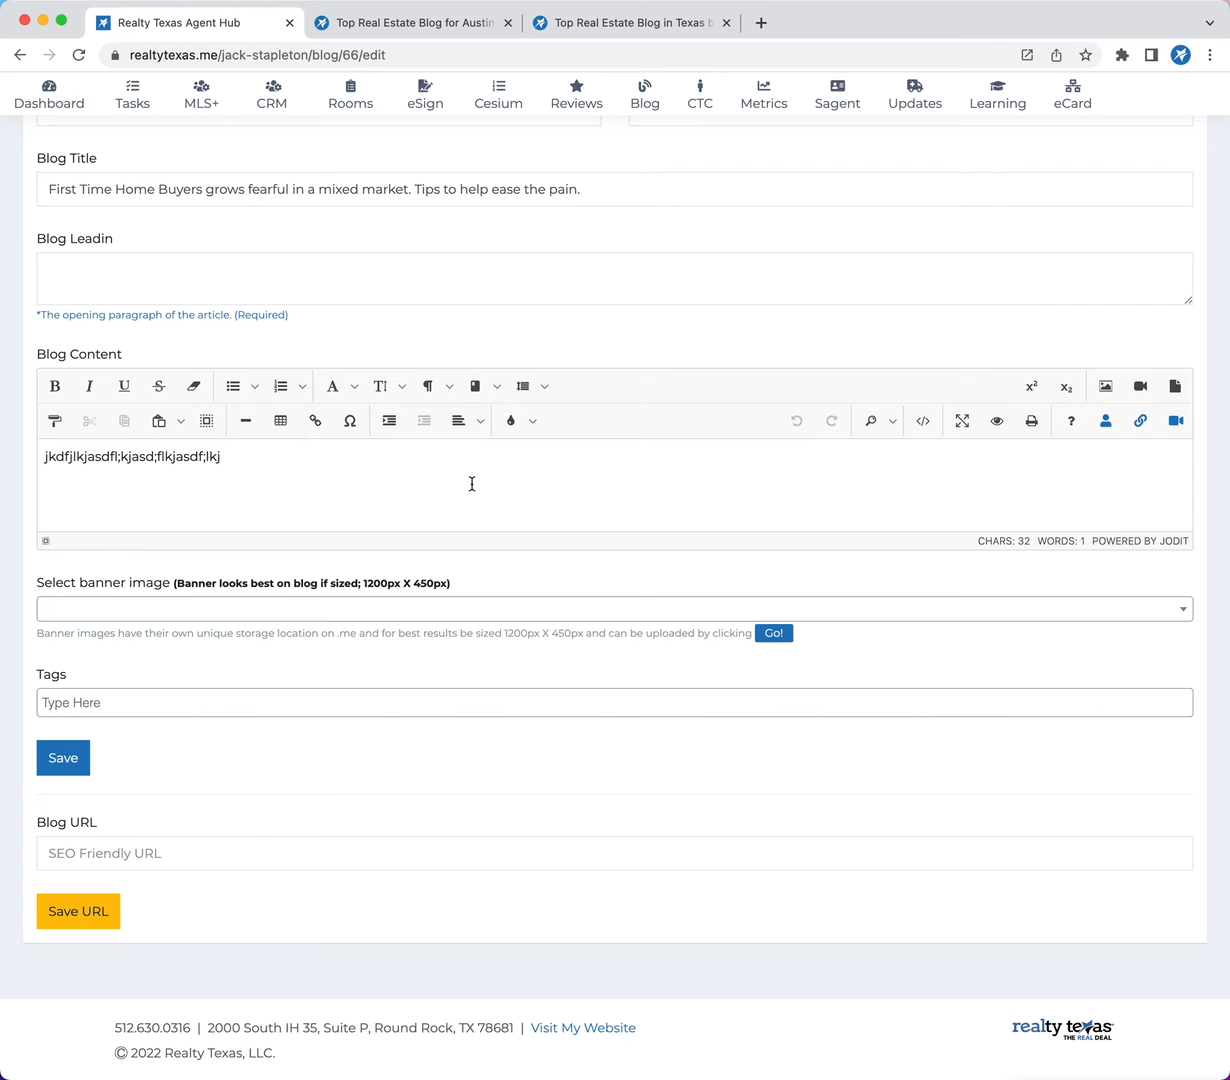 Realty Texas Agent Hub
Top Real Estate Blog for Austin
Top Real Estate Blog in Texas b
realtytexas.me/jack-stapleton/blog/66/edit
Dashboard Tasks MLS+ CRM Rooms eSign Cesium Reviews Blog CTC Metrics Sagent Updates Learning eCard
Blog Title
First Time Home Buyers grows fearful in a mixed market. Tips to help ease the pain.
Blog Leadin
*The opening paragraph of the article. (Required)
Blog Content
jkdfjlkjasdfl;kjasd;flkjasdf;lkj
CHARS: 32 WORDS: 1 POWERED BY JODIT
Select banner image (Banner looks best on blog if sized; 1200px X 450px)
Banner images have their own unique storage location on .me and for best results be sized 1200px X 450px and can be uploaded by clicking Go!
Tags
Type Here
Save
Blog URL
SEO Friendly URL
Save URL
512.630.0316 | 2000 South IH 35, Suite P, Round Rock, TX 78681 | Visit My Website
© 2022 Realty Texas, LLC.
realty texas
THE REAL DEAL